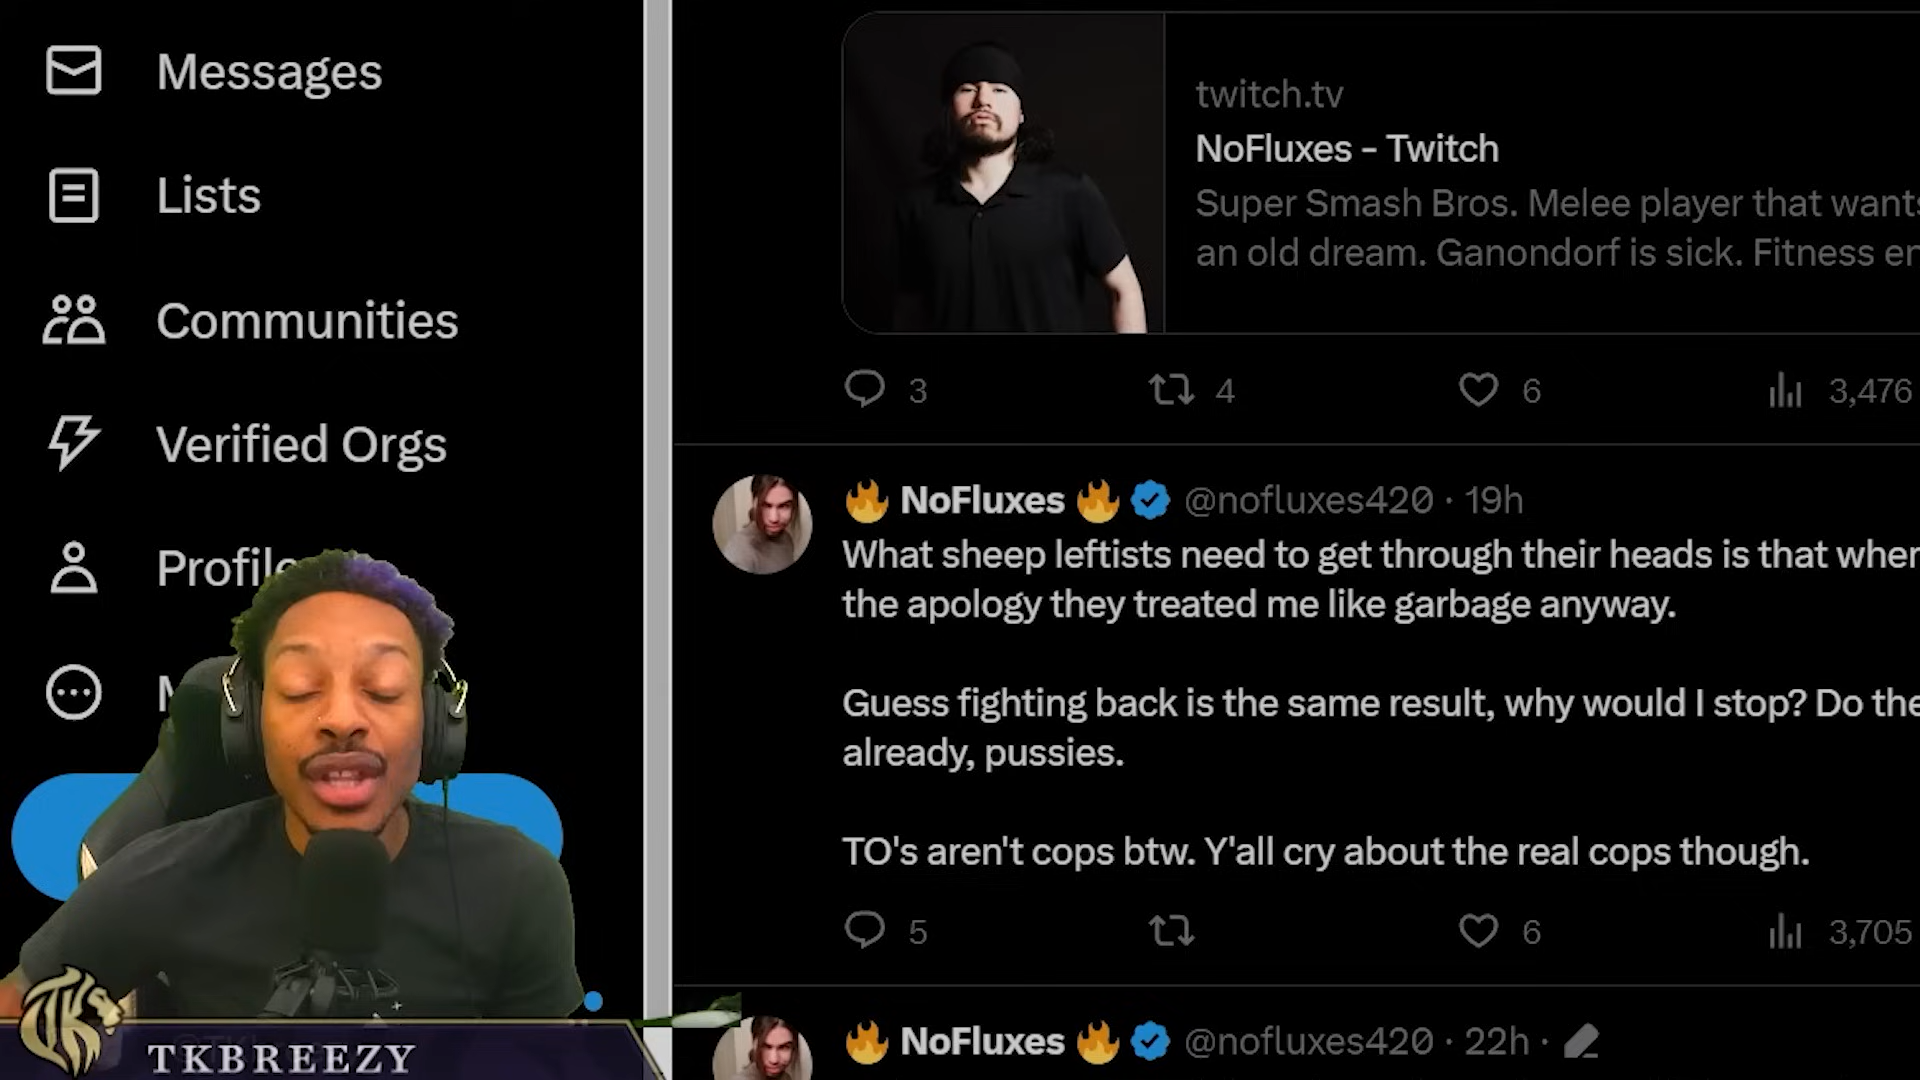 Messages
Lists
Communities
Verified Orgs
Profile
twitch.tv
NoFluxes - Twitch
Super Smash Bros. Melee player that wants
an old dream. Ganondorf is sick. Fitness en
3 4 6 3,476
NoFluxes @nofluxes420 · 19h
What sheep leftists need to get through their heads is that when
the apology they treated me like garbage anyway.
Guess fighting back is the same result, why would I stop? Do the
already, pussies.
TO's aren't cops btw. Y'all cry about the real cops though.
5 6 3,705
NoFluxes @nofluxes420 · 22h ·
TK
TKBREEZY